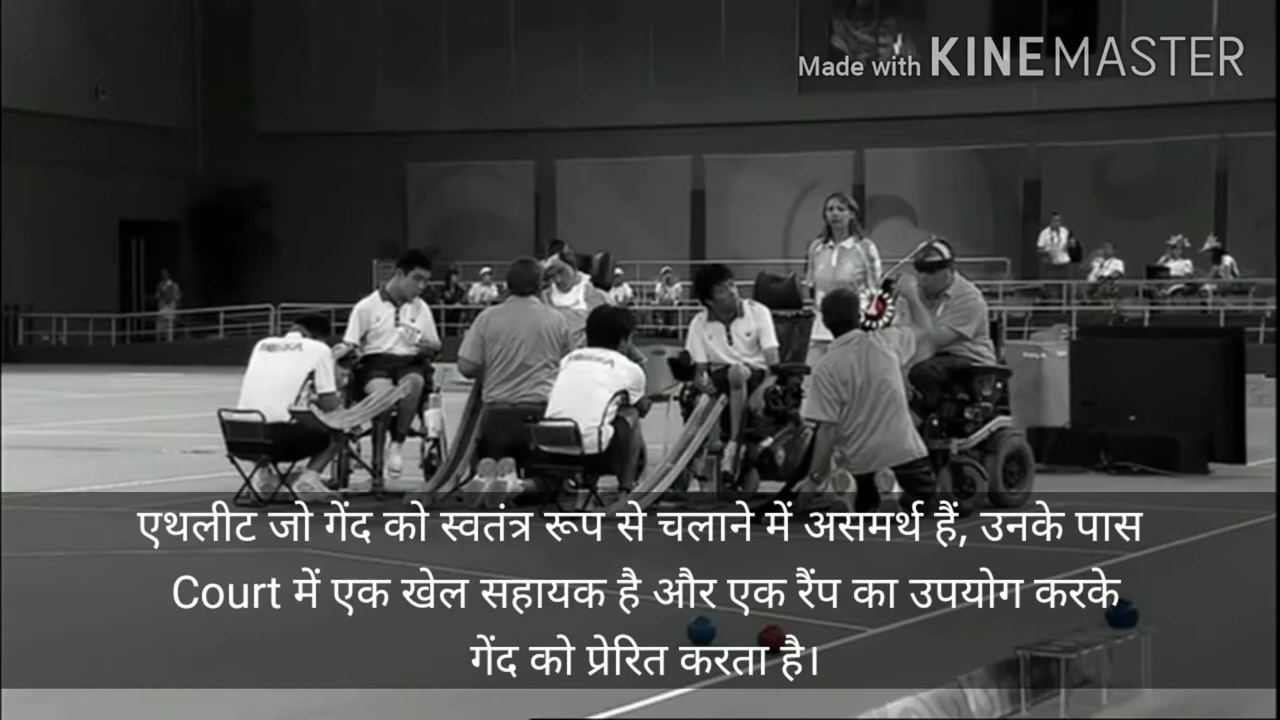 Made with KINEMASTER
एथलीट जो गेंद को स्वतंत्र रूप से चलाने में असमर्थ हैं, उनके पास
Court में एक खेल सहायक है और एक रैंप का उपयोग करके
गेंद को प्रेरित करता है।